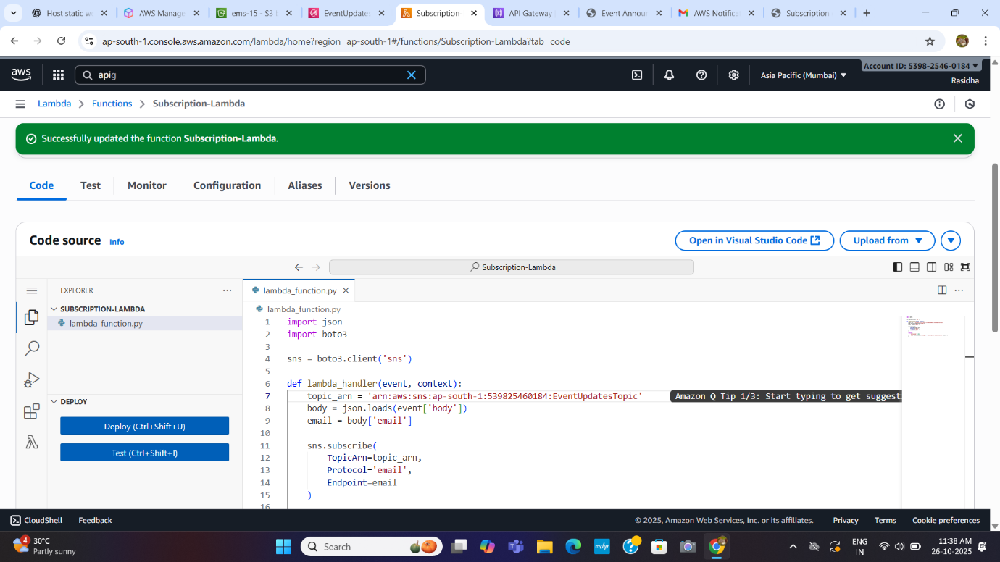 Host static we
AWS Manage
ems-15 - S3 l
EventUpdates
Subscription-
API Gateway
Event Annou
AWS Notifica
Subscription
ap-south-1.console.aws.amazon.com/lambda/home?region=ap-south-1#/functions/Subscription-Lambda?tab=code
aws
apig
Asia Pacific (Mumbai)
Account ID: 5398-2546-0184
Rasidha
Lambda > Functions > Subscription-Lambda
Successfully updated the function Subscription-Lambda.
Code
Test
Monitor
Configuration
Aliases
Versions
Code source Info
Open in Visual Studio Code
Upload from
Subscription-Lambda
EXPLORER
SUBSCRIPTION-LAMBDA
lambda_function.py
DEPLOY
Deploy (Ctrl+Shift+U)
Test (Ctrl+Shift+I)
lambda_function.py
lambda_function.py
1 import json
2 import boto3
3
4 sns = boto3.client('sns')
5
6 def lambda_handler(event, context):
7 topic_arn = 'arn:aws:sns:ap-south-1:539825460184:EventUpdatesTopic' Amazon Q Tip 1/3: Start typing to get suggest
8 body = json.loads(event['body'])
9 email = body['email']
10
11 sns.subscribe(
12 TopicArn=topic_arn,
13 Protocol='email',
14 Endpoint=email
15 )
16
CloudShell
Feedback
© 2025, Amazon Web Services, Inc. or its affiliates.
Privacy
Terms
Cookie preferences
4
30°C
Partly sunny
Search
myhp
ENG
IN
11:38 AM
26-10-2025